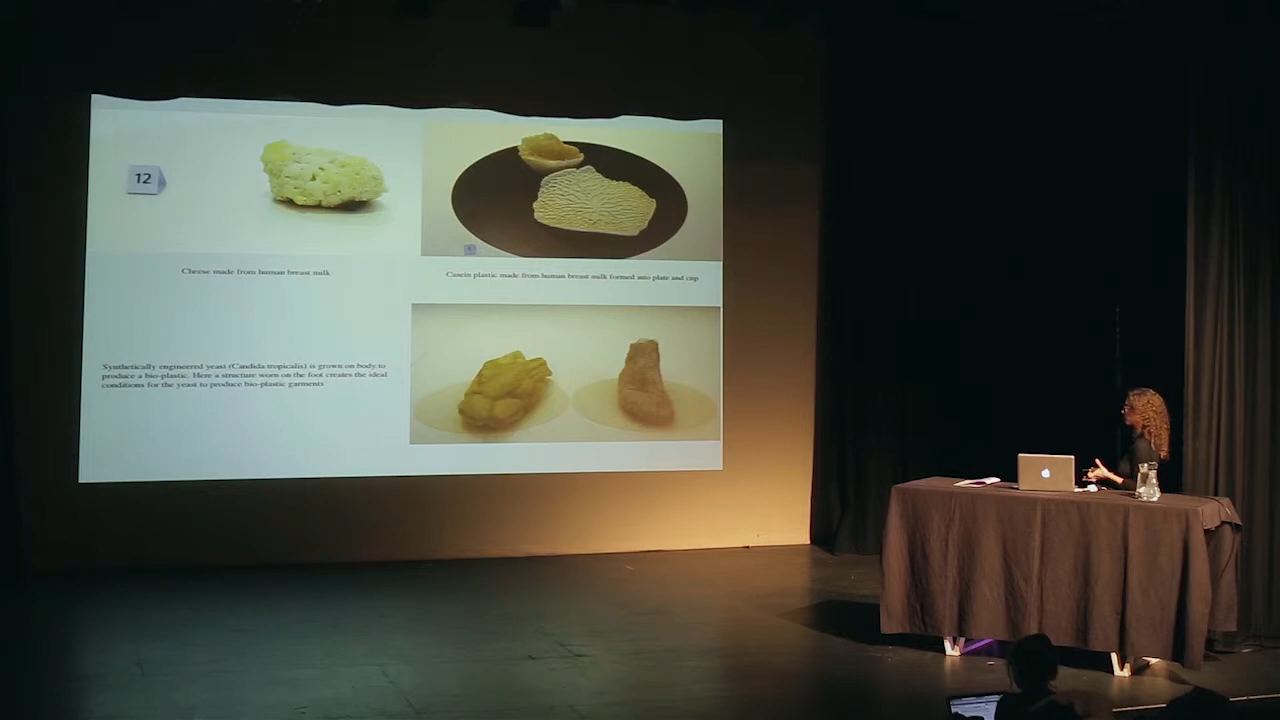 12
Cheese made from human breast milk
Casein plastic made from human breast milk formed into plate and cup
Synthetically engineered yeast (Candida tropicalis) is grown on body to
produce a bio-plastic. Here a structure worn on the foot creates the ideal
conditions for the yeast to produce bio-plastic garments